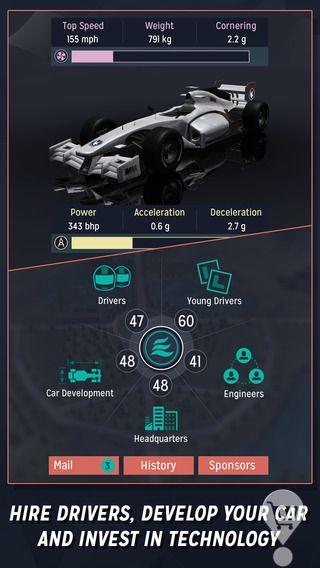 Top Speed Weight Cornering
155 mph 791 kg 2.2 g
Power Acceleration Deceleration
343 bhp 0.6 g 2.7 g
A
Drivers Young Drivers
47 60
48 41
48
Car Development Engineers
Headquarters
Mail 3 History Sponsors
HIRE DRIVERS, DEVELOP YOUR CAR
AND INVEST IN TECHNOLOGY